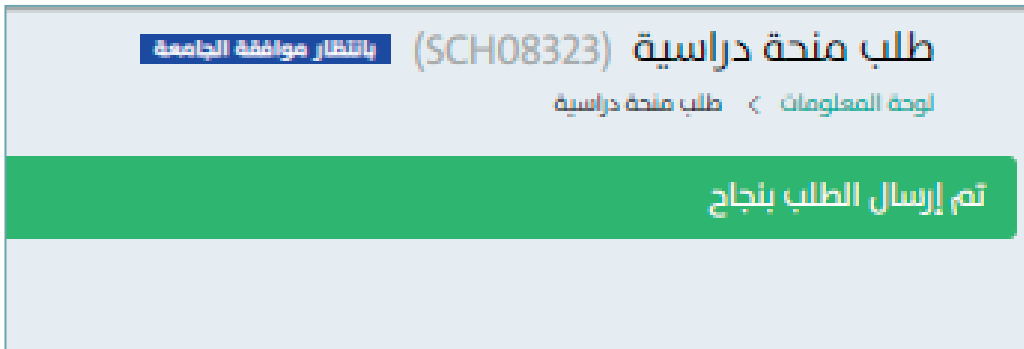 طلب منحة دراسية (SCH08323) بانتظار موافقة الجامعة
لوحة المعلومات > طلب منحة دراسية
تم إرسال الطلب بنجاح